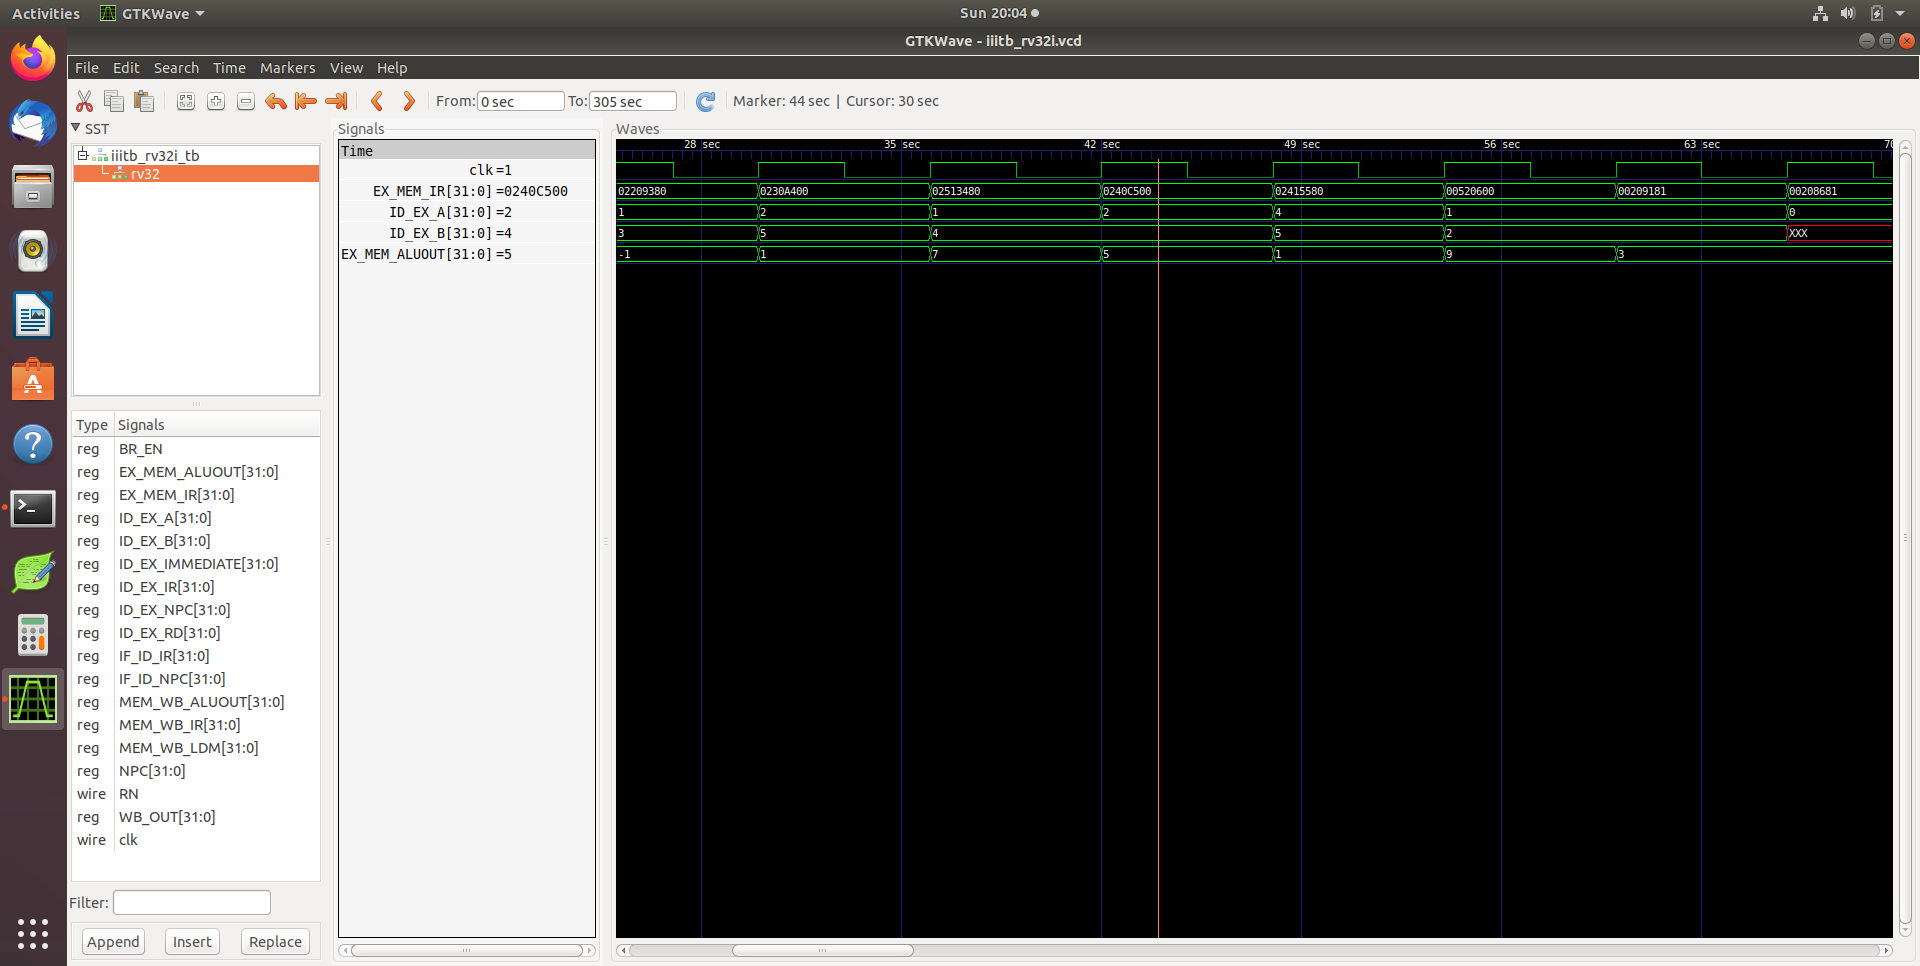 Activities GTKWave Sun 20:04
GTKWave - iiitb_rv32i.vcd
File Edit Search Time Markers View Help
From: 0 sec To: 305 sec Marker: 44 sec | Cursor: 30 sec
SST
iiitb_rv32i_tb
rv32
Type Signals
reg BR_EN
reg EX_MEM_ALUOUT[31:0]
reg EX_MEM_IR[31:0]
reg ID_EX_A[31:0]
reg ID_EX_B[31:0]
reg ID_EX_IMMEDIATE[31:0]
reg ID_EX_IR[31:0]
reg ID_EX_NPC[31:0]
reg ID_EX_RD[31:0]
reg IF_ID_IR[31:0]
reg IF_ID_NPC[31:0]
reg MEM_WB_ALUOUT[31:0]
reg MEM_WB_IR[31:0]
reg MEM_WB_LDM[31:0]
reg NPC[31:0]
wire RN
reg WB_OUT[31:0]
wire clk
Filter:
Append Insert Replace
Signals
Time
clk =1
EX_MEM_IR[31:0] =0240C500
ID_EX_A[31:0] =2
ID_EX_B[31:0] =4
EX_MEM_ALUOUT[31:0] =5
Waves
28 sec 35 sec 42 sec 49 sec 56 sec 63 sec 70
02209380 0230A400 02513480 0240C500 02415580 00520600 00209181 00208681
1 2 1 2 4 1 0
3 5 4 5 2 XXX
-1 1 7 5 1 9 3